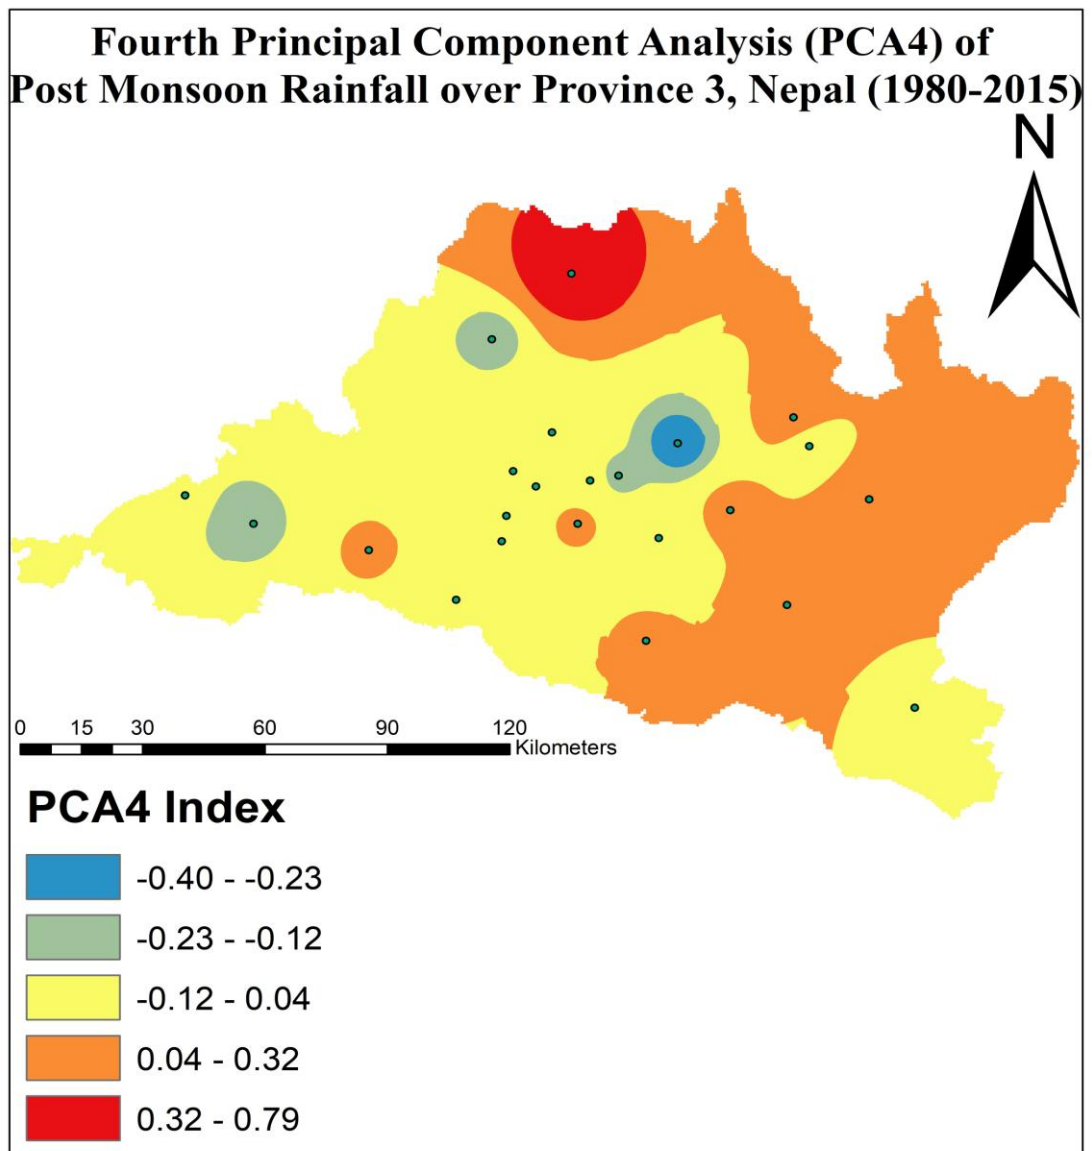 Fourth Principal Component Analysis (PCA4) of
Post Monsoon Rainfall over Province 3, Nepal (1980-2015)
N
0 15 30 60 90 120
Kilometers
PCA4 Index
-0.40 - -0.23
-0.23 - -0.12
-0.12 - 0.04
0.04 - 0.32
0.32 - 0.79